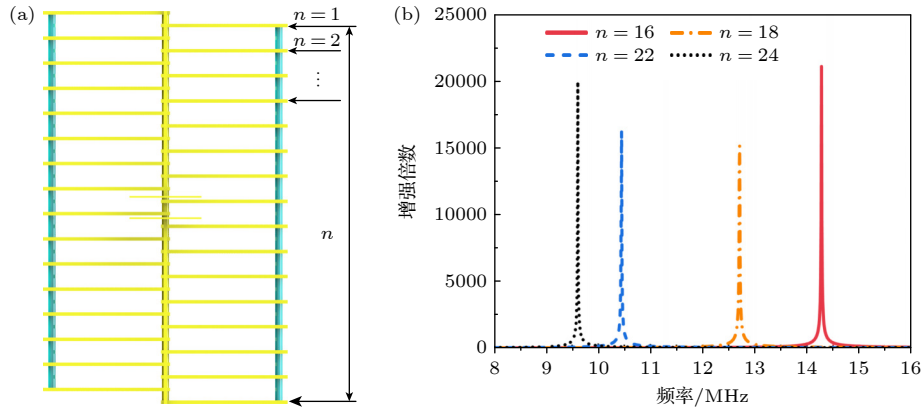 (a)
n = 1
n = 2
⋮
n
(b)
25000
20000
15000
10000
5000
0
增强倍数
n = 16
n = 18
n = 22
n = 24
8 9 10 11 12 13 14 15 16
频率/MHz